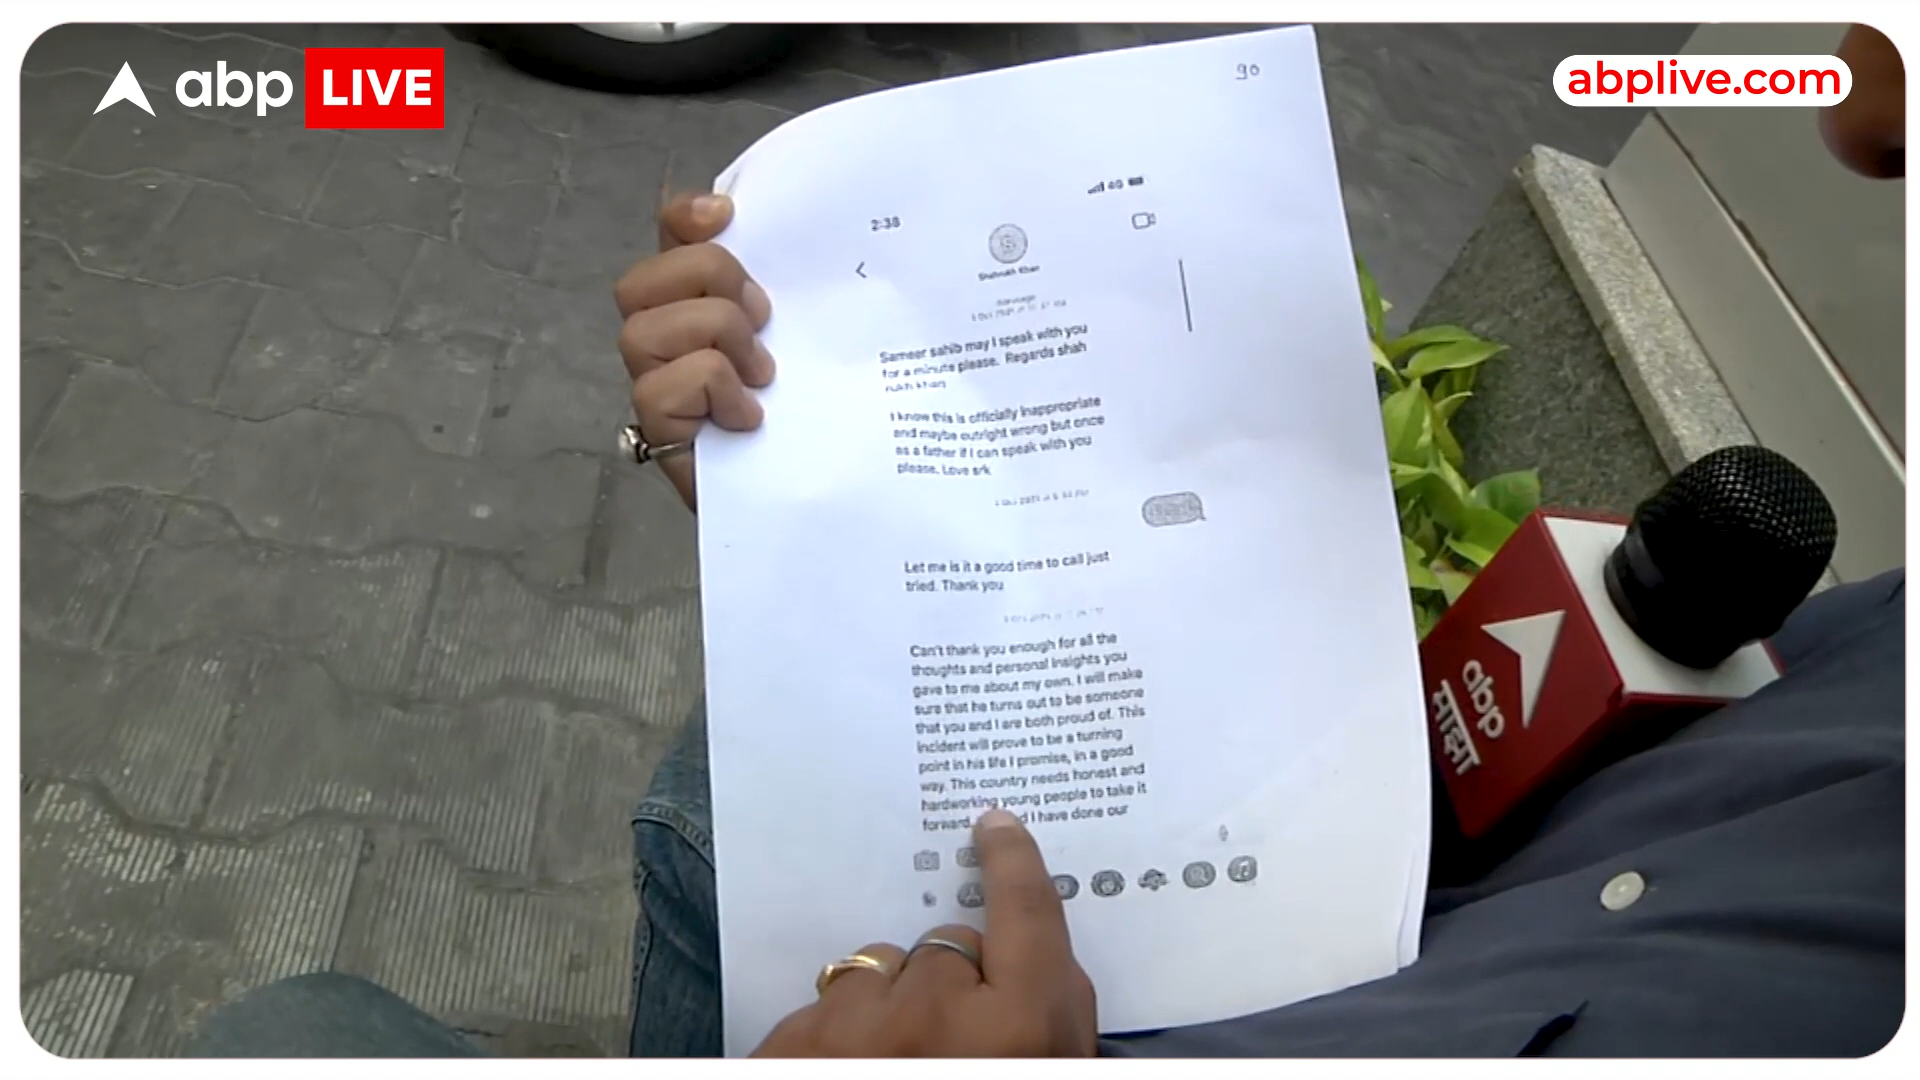 abp LIVE
abplive.com
90
2:38
4G
Shahrukh Khan
Sameer sahib may I speak with you
for a minute please. Regards shah
rukh khan
I know this is officially inappropriate
and maybe outright wrong but once
as a father if I can speak with you
please. Love srk
Let me is it a good time to call just
tried. Thank you
Can't thank you enough for all the
thoughts and personal insights you
gave to me about my own. I will make
sure that he turns out to be someone
that you and I are both proud of. This
incident will prove to be a turning
point in his life I promise, in a good
way. This country needs honest and
hardworking young people to take it
forward. I have done our
abp
माझा